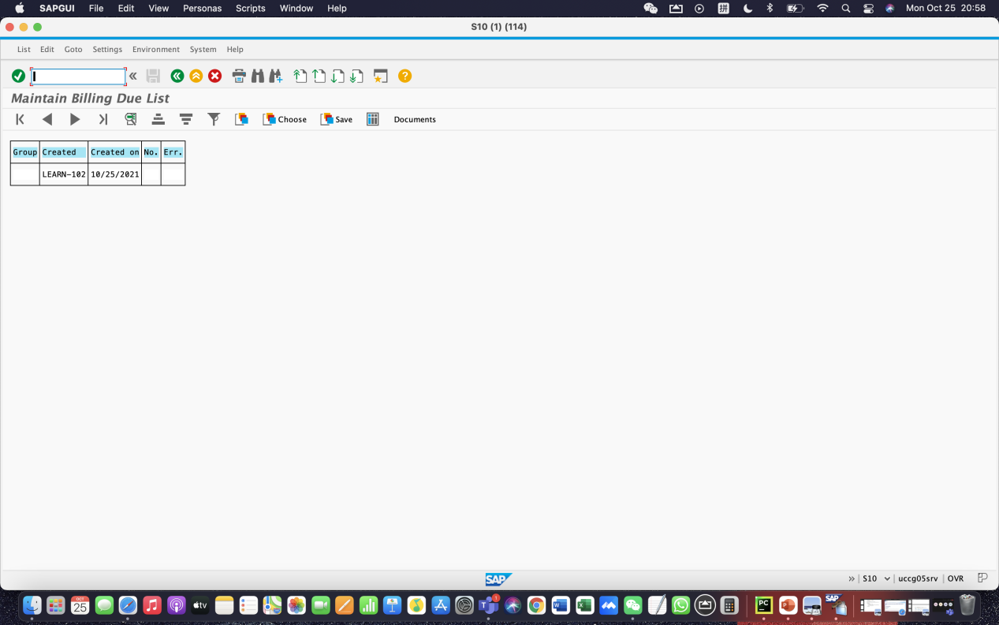 SAPGUI File Edit View Personas Scripts Window Help 拼 Mon Oct 25 20:58
S10 (1) (114)
List Edit Goto Settings Environment System Help
Maintain Billing Due List
Choose Save Documents
Group Created Created on No. Err.
LEARN-102 10/25/2021
SAP S10 uccg05srv OVR
OCT 25 tv 1 W X PC P SAP